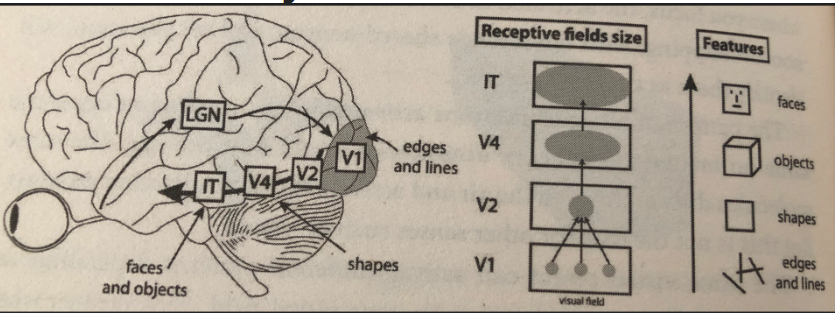 LGN
V1
V2
V4
IT
edges
and lines
shapes
faces
and objects
Receptive fields size
IT
V4
V2
V1
visual field
Features
faces
objects
shapes
edges
and lines